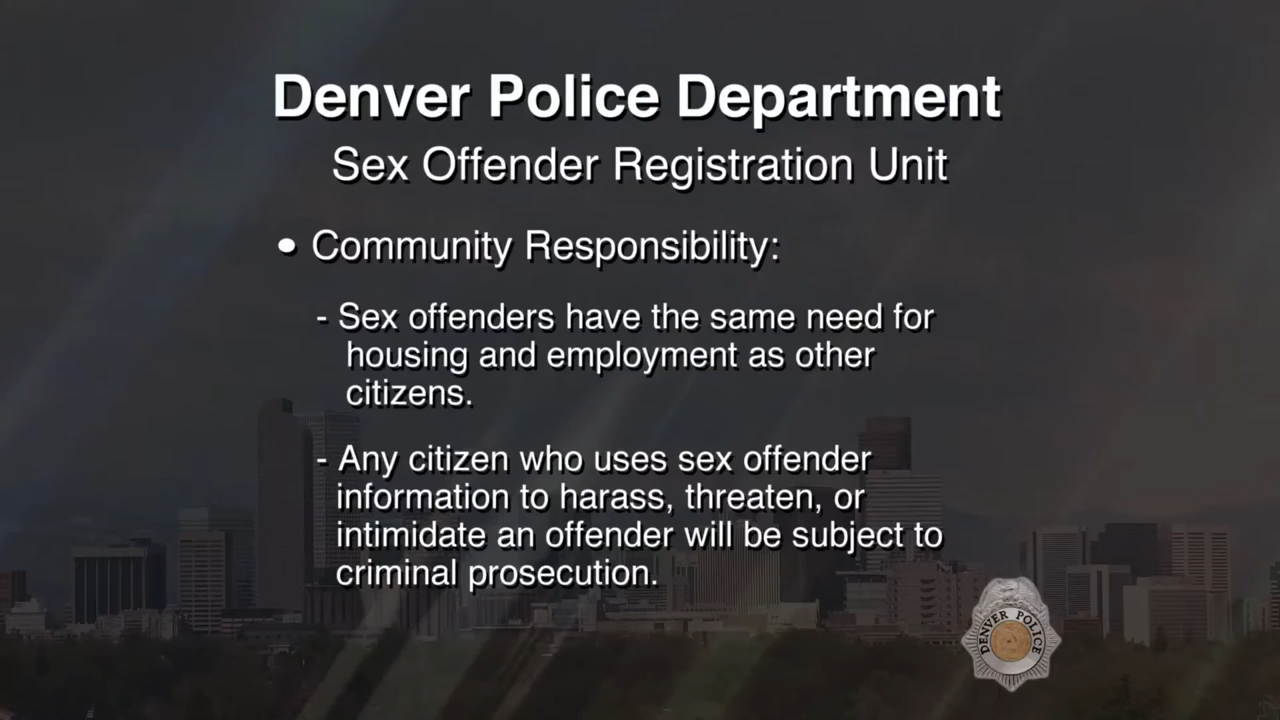 Denver Police Department
Sex Offender Registration Unit
• Community Responsibility:
- Sex offenders have the same need for
housing and employment as other
citizens.
- Any citizen who uses sex offender
information to harass, threaten, or
intimidate an offender will be subject to
criminal prosecution.
DENVER POLICE